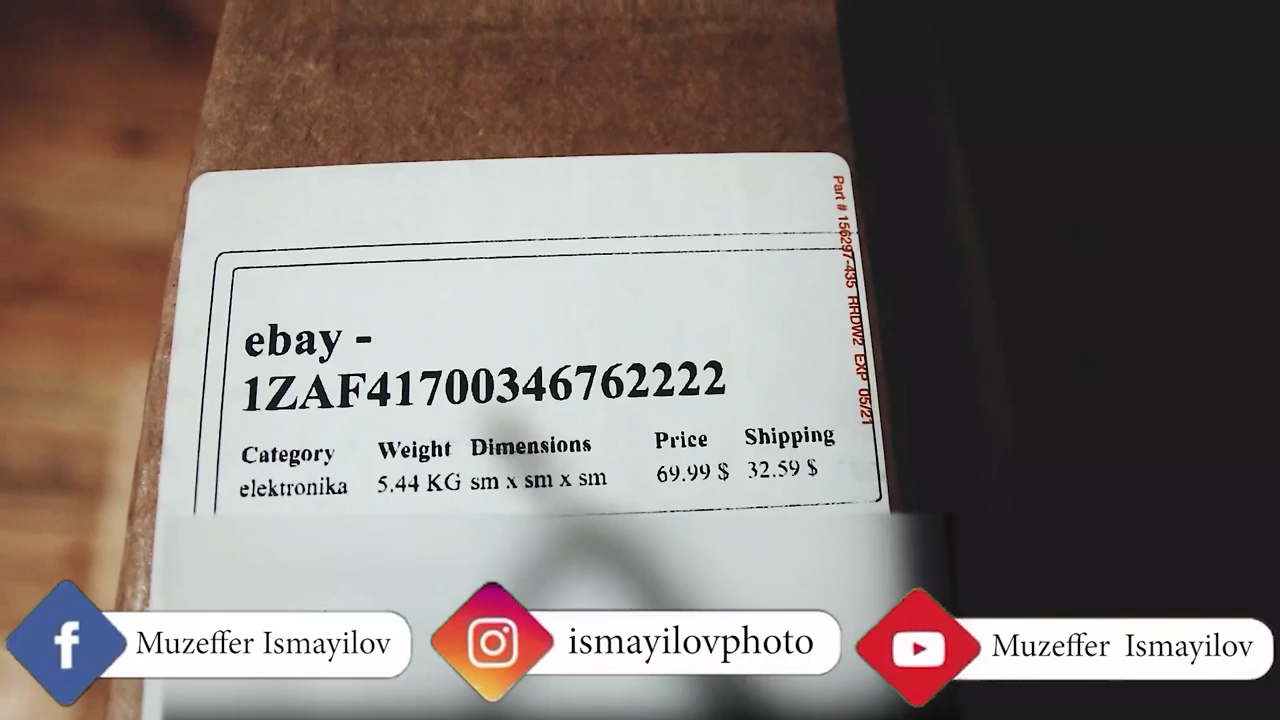 Part # 156297-435 RRDW2 EXP 05/21
ebay -
1ZAF41700346762222
Category Weight Dimensions Price Shipping
elektronika 5.44 KG sm x sm x sm 69.99 $ 32.59 $
Muzeffer Ismayilov
ismayilovphoto
Muzeffer Ismayilov